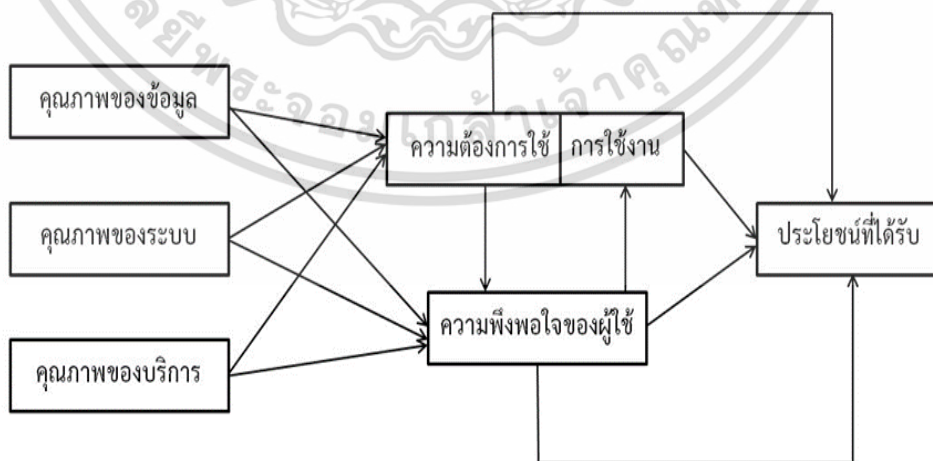 คุณภาพของข้อมูล
ความต้องการใช้ การใช้งาน
คุณภาพของระบบ
ประโยชน์ที่ได้รับ
ความพึงพอใจของผู้ใช้
คุณภาพของบริการ